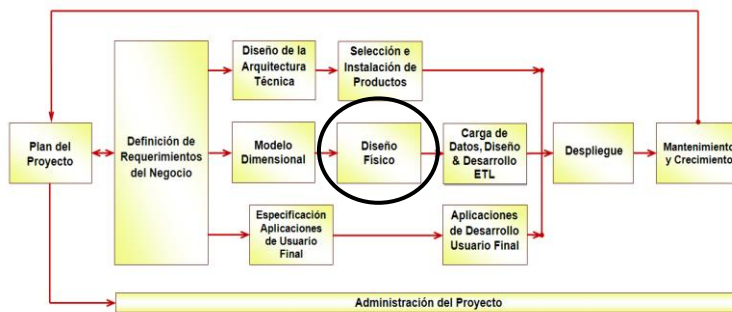 Plan del
Proyecto
Definición de
Requerimientos
del Negocio
Diseño de la
Arquitectura
Técnica
Selección e
Instalación de
Productos
Modelo
Dimensional
Diseño
Fisico
Carga de
Datos, Diseño
& Desarrollo
ETL
Especificación
Aplicaciones
de Usuario
Final
Aplicaciones
de Desarrollo
Usuario Final
Despliegue
Mantenimiento
y Crecimiento
Administración del Proyecto